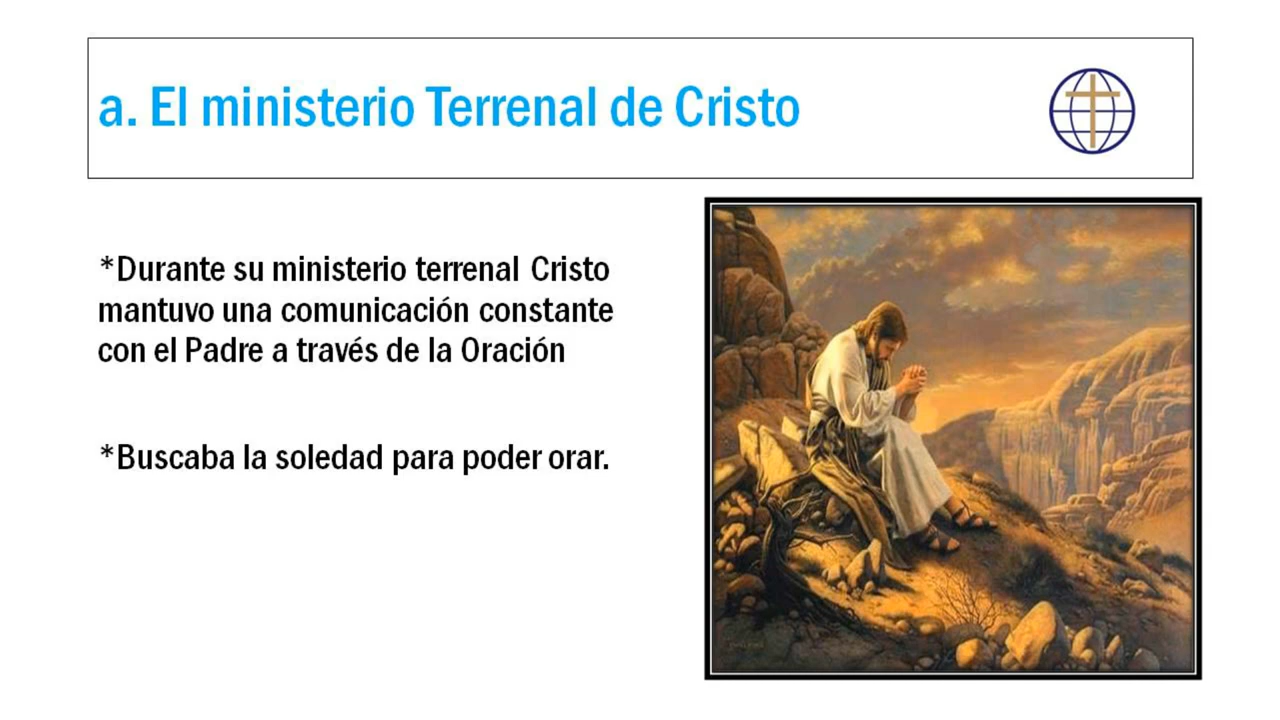 a. El ministerio Terrenal de Cristo
*Durante su ministerio terrenal Cristo
mantuvo una comunicación constante
con el Padre a través de la Oración
*Buscaba la soledad para poder orar.